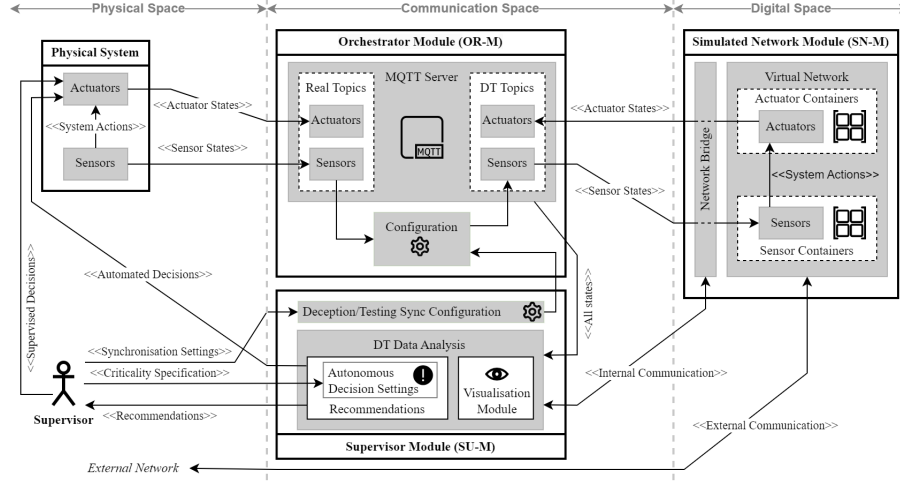 Physical Space
Communication Space
Digital Space
Physical System
Actuators
<<System Actions>>
Sensors
<<Actuator States>>
<<Sensor States>>
Orchestrator Module (OR-M)
MQTT Server
Real Topics
Actuators
Sensors
MQTT
DT Topics
Actuators
Sensors
Configuration
<<Actuator States>>
<<Sensor States>>
Simulated Network Module (SN-M)
Network Bridge
Virtual Network
Actuator Containers
Actuators
<<System Actions>>
Sensors
Sensor Containers
<<Supervised Decisions>>
<<Automated Decisions>>
<<All states>>
Deception/Testing Sync Configuration
DT Data Analysis
Autonomous
Decision Settings
Recommendations
Visualisation
Module
Supervisor Module (SU-M)
<<Synchronisation Settings>>
<<Criticality Specification>>
<<Recommendations>>
Supervisor
<<Internal Communication>>
<<External Communication>>
External Network